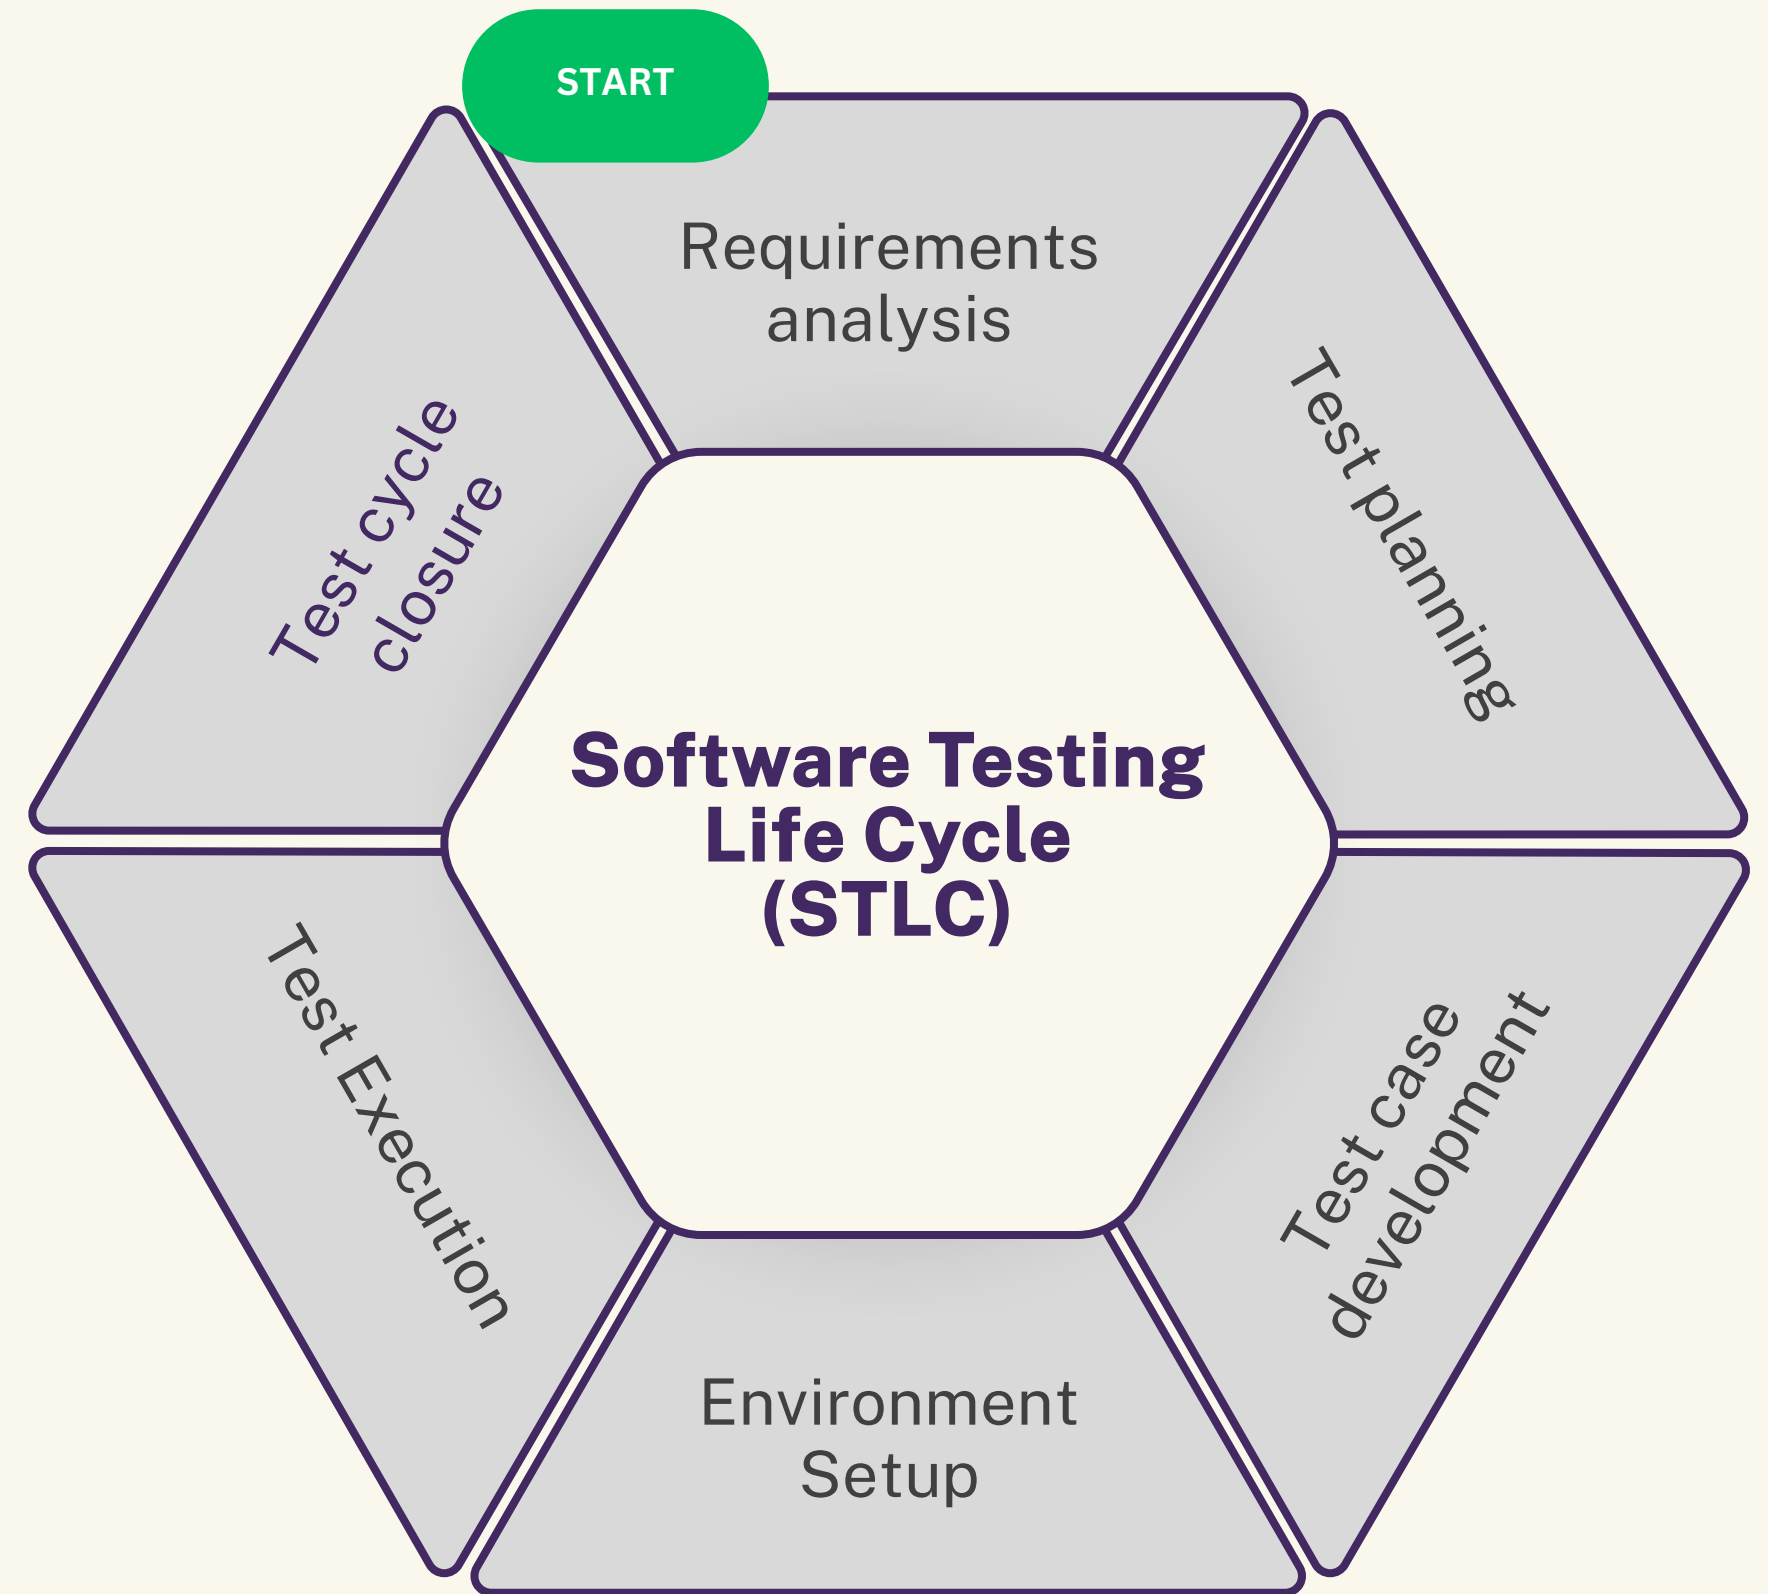 START
Requirements
analysis
Test planning
Test case
development
Environment
Setup
Test Execution
Test cycle
closure
Software Testing
Life Cycle
(STLC)